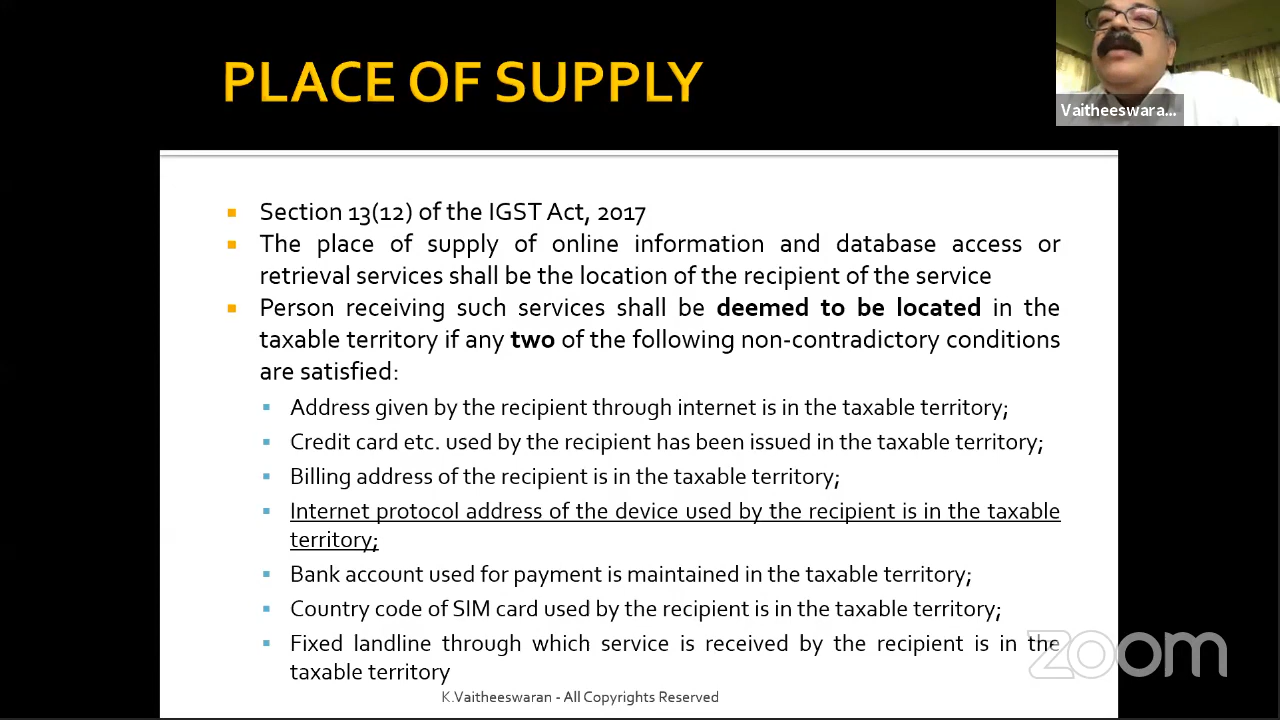 PLACE OF SUPPLY
Vaitheeswara...
Section 13(12) of the IGST Act, 2017
The place of supply of online information and database access or
retrieval services shall be the location of the recipient of the service
Person receiving such services shall be deemed to be located in the
taxable territory if any two of the following non-contradictory conditions
are satisfied:
Address given by the recipient through internet is in the taxable territory;
Credit card etc. used by the recipient has been issued in the taxable territory;
Billing address of the recipient is in the taxable territory;
Internet protocol address of the device used by the recipient is in the taxable
territory;
Bank account used for payment is maintained in the taxable territory;
Country code of SIM card used by the recipient is in the taxable territory;
Fixed landline through which service is received by the recipient is in the
taxable territory
zoom
K.Vaitheeswaran - All Copyrights Reserved